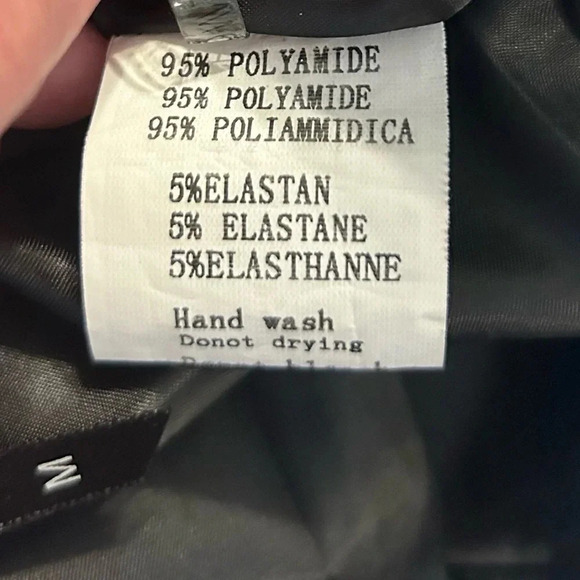 95% POLYAMIDE
95% POLYAMIDE
95% POLIAMMIDICA
5%ELASTAN
5% ELASTANE
5%ELASTHANNE
Hand wash
Donot drying
M